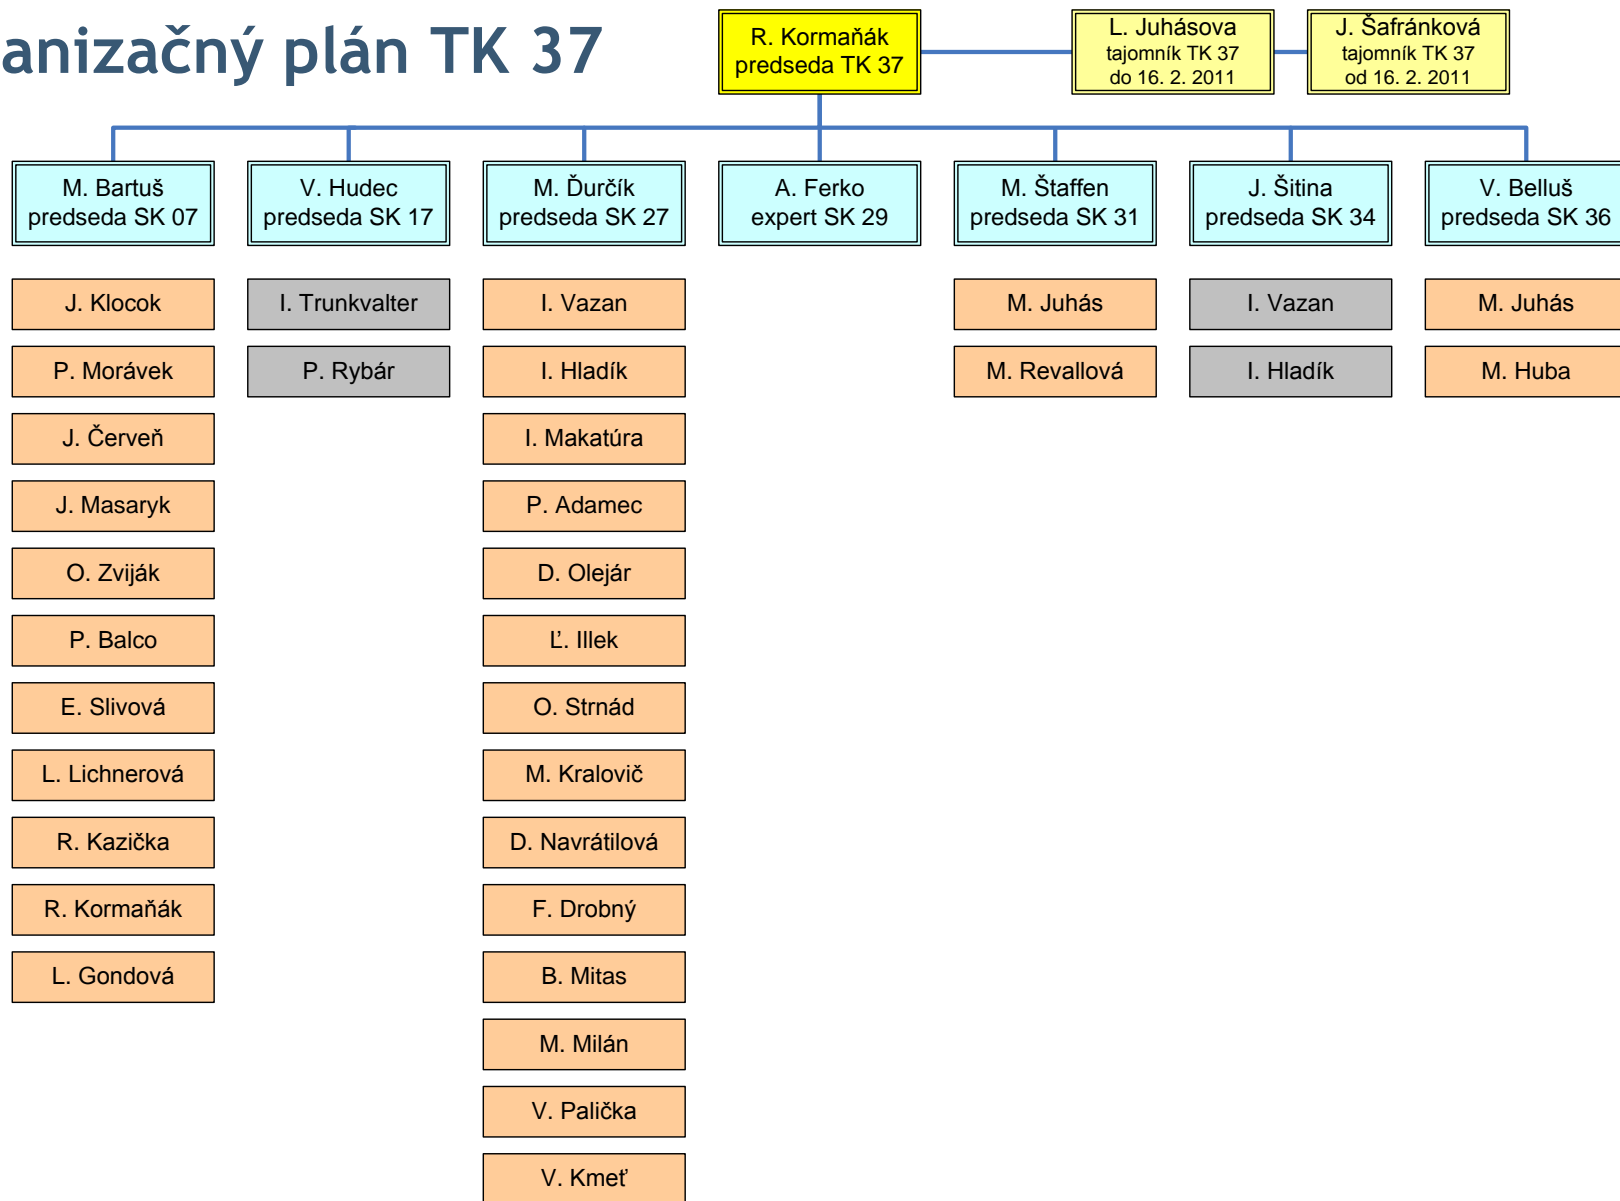 anizačný plán TK 37
R. Kormaňák
predseda TK 37
L. Juhásova
tajomník TK 37
do 16. 2. 2011
J. Šafránková
tajomník TK 37
od 16. 2. 2011
M. Bartuš
predseda SK 07
V. Hudec
predseda SK 17
M. Ďurčík
predseda SK 27
A. Ferko
expert SK 29
M. Štaffen
predseda SK 31
J. Šitina
predseda SK 34
V. Belluš
predseda SK 36
J. Klocok
P. Morávek
J. Červeň
J. Masaryk
O. Zviják
P. Balco
E. Slivová
L. Lichnerová
R. Kazička
R. Kormaňák
L. Gondová
I. Trunkvalter
P. Rybár
I. Vazan
I. Hladík
I. Makatúra
P. Adamec
D. Olejár
Ľ. Illek
O. Strnád
M. Kralovič
D. Navrátilová
F. Drobný
B. Mitas
M. Milán
V. Palička
V. Kmeť
M. Juhás
M. Revallová
I. Vazan
I. Hladík
M. Juhás
M. Huba